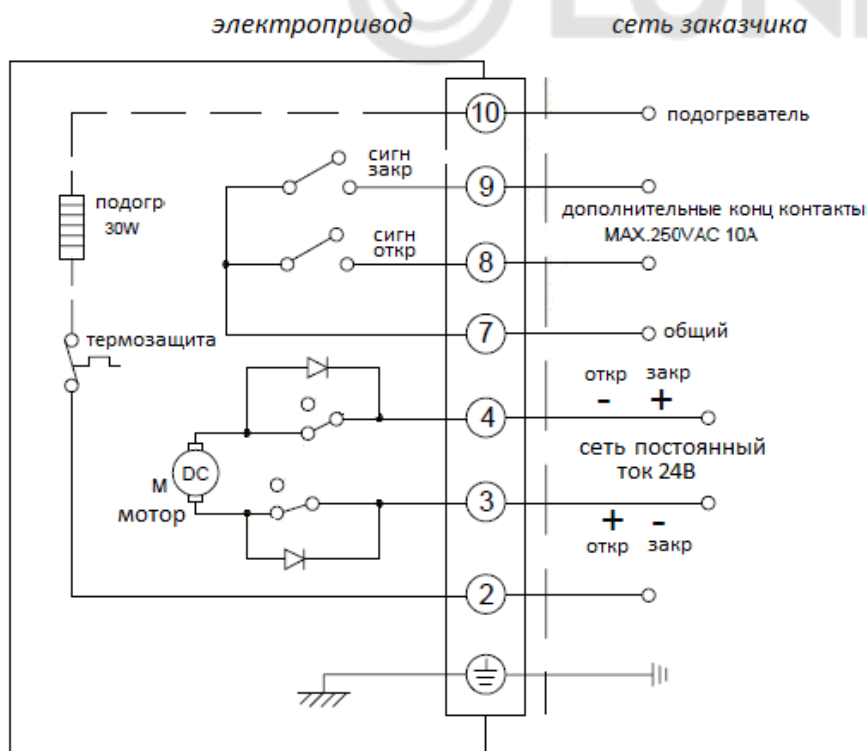 электропривод
сеть заказчика
10
подогреватель
сигн
закр
9
подогр
30W
дополнительные конц контакты
MAX.250VAC 10A
сигн
откр
8
7
общий
термозащита
откр закр
- +
4
сеть постоянный
ток 24В
DC
М
мотор
3
+ -
откр закр
2